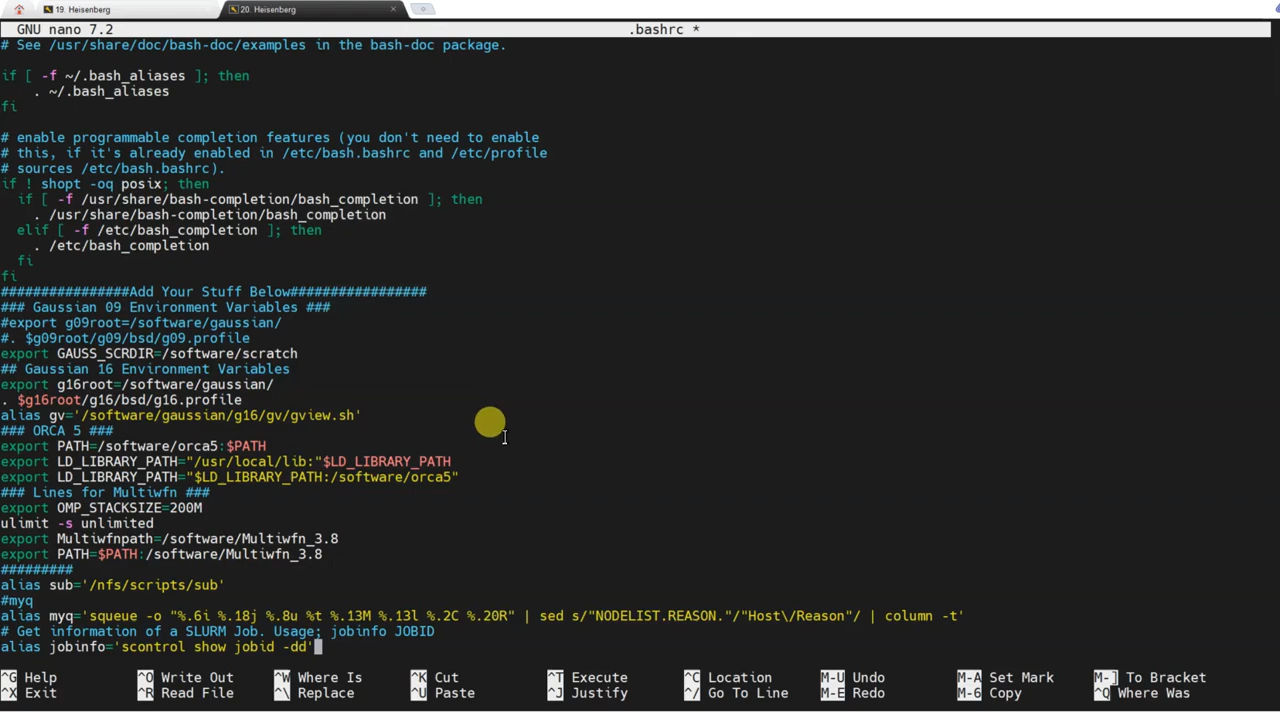 19. Heisenberg
20. Heisenberg
GNU nano 7.2 .bashrc *
# See /usr/share/doc/bash-doc/examples in the bash-doc package.
if [ -f ~/.bash_aliases ]; then
    . ~/.bash_aliases
fi
# enable programmable completion features (you don't need to enable
# this, if it's already enabled in /etc/bash.bashrc and /etc/profile
# sources /etc/bash.bashrc).
if ! shopt -oq posix; then
  if [ -f /usr/share/bash-completion/bash_completion ]; then
    . /usr/share/bash-completion/bash_completion
  elif [ -f /etc/bash_completion ]; then
    . /etc/bash_completion
  fi
fi
################Add Your Stuff Below#################
### Gaussian 09 Environment Variables ###
#export g09root=/software/gaussian/
#. $g09root/g09/bsd/g09.profile
export GAUSS_SCRDIR=/software/scratch
## Gaussian 16 Environment Variables
export g16root=/software/gaussian/
. $g16root/g16/bsd/g16.profile
alias gv='/software/gaussian/g16/gv/gview.sh'
### ORCA 5 ###
export PATH=/software/orca5:$PATH
export LD_LIBRARY_PATH="/usr/local/lib:"$LD_LIBRARY_PATH
export LD_LIBRARY_PATH="$LD_LIBRARY_PATH:/software/orca5"
### Lines for Multiwfn ###
export OMP_STACKSIZE=200M
ulimit -s unlimited
export Multiwfnpath=/software/Multiwfn_3.8
export PATH=$PATH:/software/Multiwfn_3.8
#########
alias sub='/nfs/scripts/sub'
#myq
alias myq='squeue -o "%.6i %.18j %.8u %t %.13M %.13l %.2C %.20R" | sed s/"NODELIST.REASON."/"Host\/Reason"/ | column -t'
# Get information of a SLURM Job. Usage; jobinfo JOBID
alias jobinfo='scontrol show jobid -dd'
^G Help ^O Write Out ^W Where Is ^K Cut ^T Execute ^C Location M-U Undo M-A Set Mark M-] To Bracket
^X Exit ^R Read File ^\ Replace ^U Paste ^J Justify ^/ Go To Line M-E Redo M-6 Copy ^Q Where Was